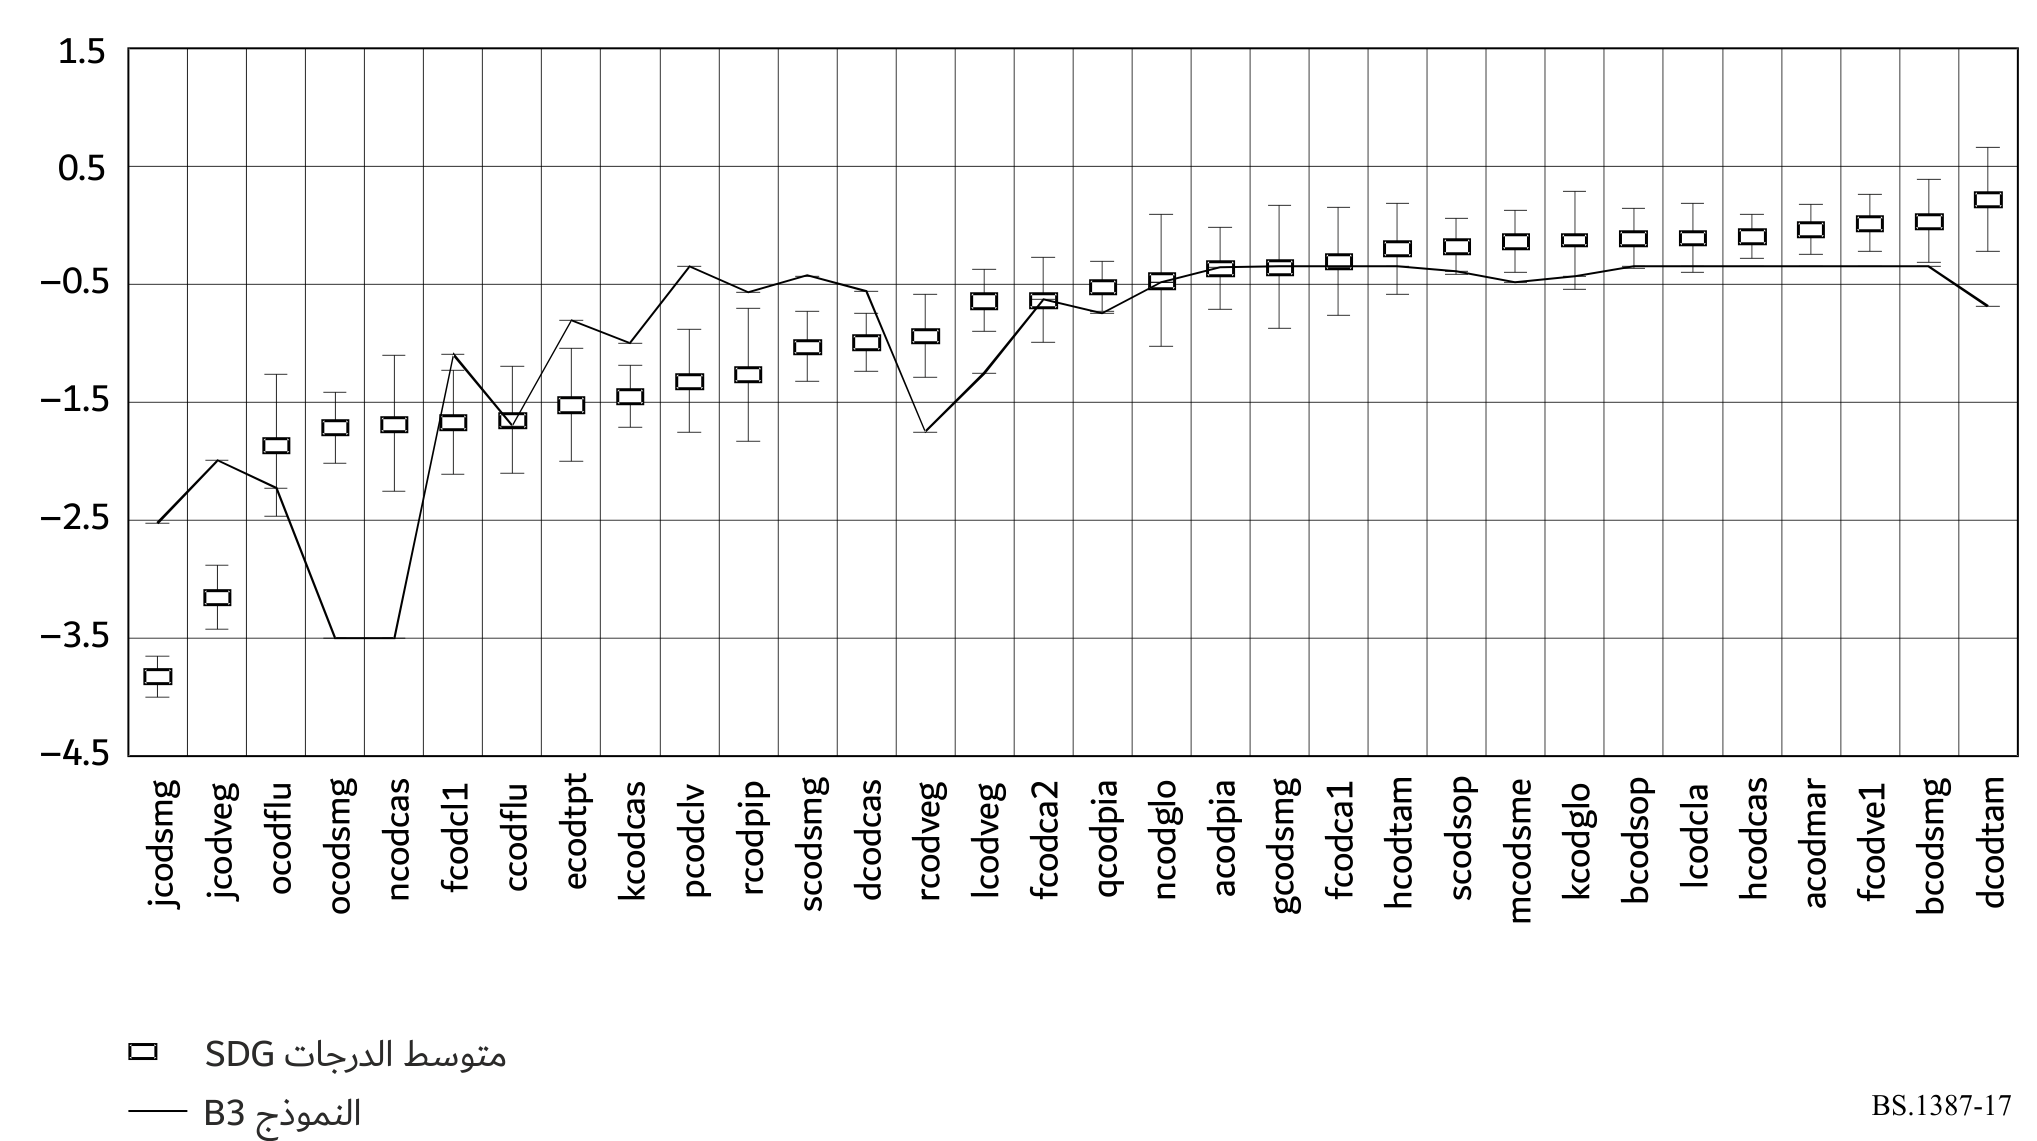 1.5
0.5
−0.5
−1.5
−2.5
−3.5
−4.5
jcodsmg
jcodveg
ocodflu
ocodsmg
ncodcas
fcodcl1
ccodflu
ecodtpt
kcodcas
pcodclv
rcodpip
scodsmg
dcodcas
rcodveg
lcodveg
fcodca2
qcodpia
ncodglo
acodpia
gcodsmg
fcodca1
hcodtam
scodsop
mcodsme
kcodglo
bcodsop
lcodcla
hcodcas
acodmar
fcodve1
bcodsmg
dcodtam
متوسط الدرجات SDG
النموذج B3
BS.1387-17